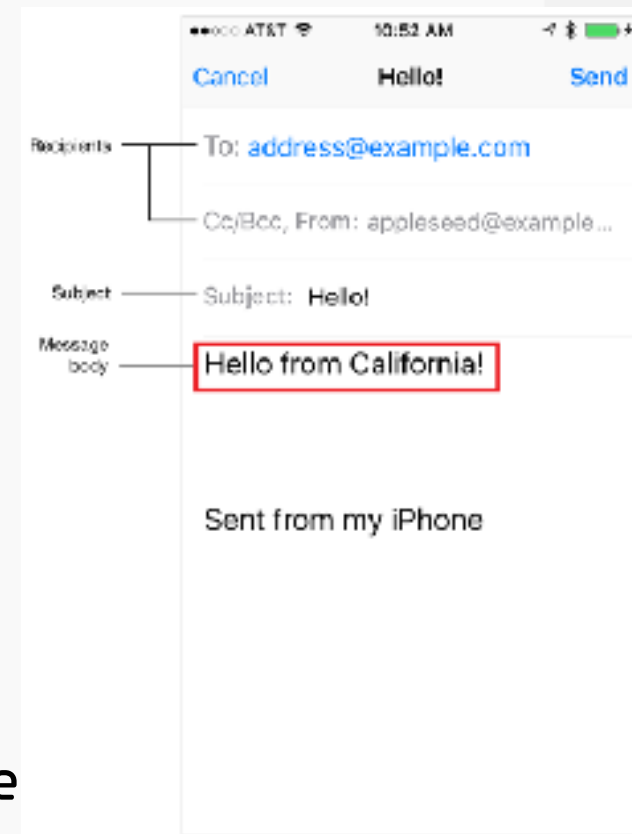 AT&T 10:52 AM
Cancel Hello! Send
Recipients To: address@example.com
Cc/Bcc, From: appleseed@example...
Subject Subject: Hello!
Message
body Hello from California!
Sent from my iPhone
e